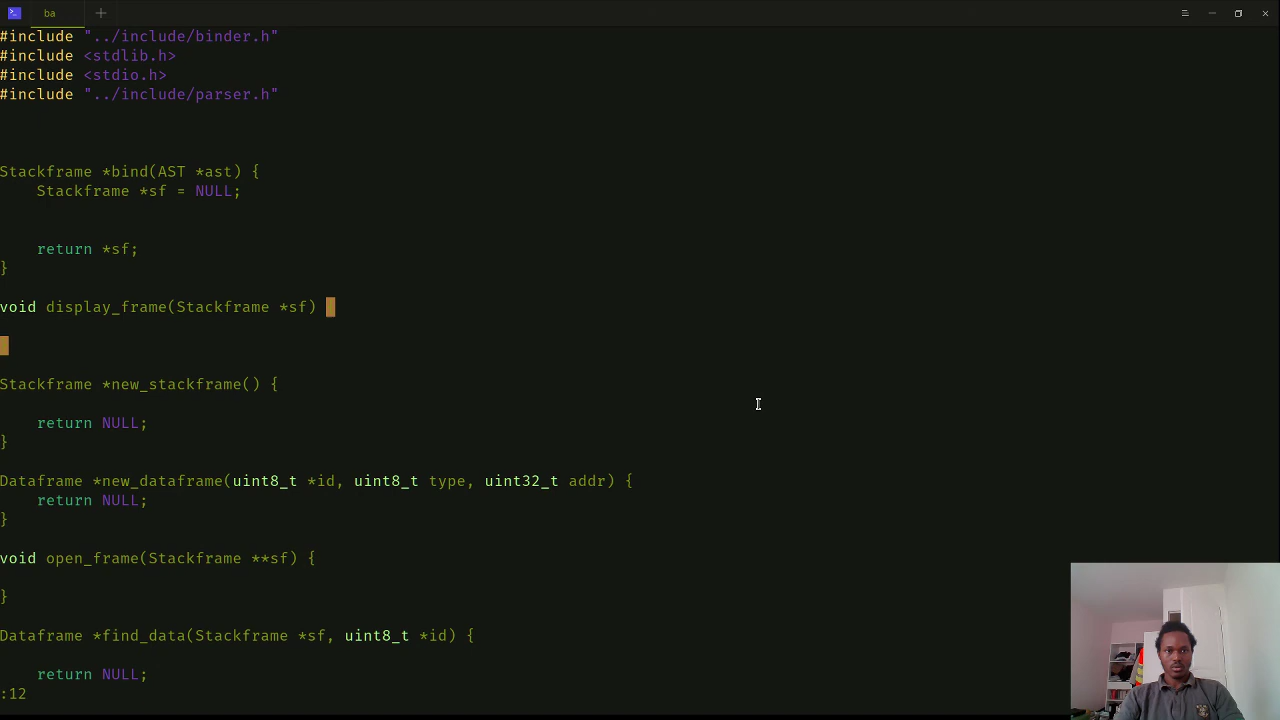 ba
#include "../include/binder.h"
#include <stdlib.h>
#include <stdio.h>
#include "../include/parser.h"
Stackframe *bind(AST *ast) {
    Stackframe *sf = NULL;
    return *sf;
}
void display_frame(Stackframe *sf) {
}
Stackframe *new_stackframe() {
    return NULL;
}
Dataframe *new_dataframe(uint8_t *id, uint8_t type, uint32_t addr) {
    return NULL;
}
void open_frame(Stackframe **sf) {
}
Dataframe *find_data(Stackframe *sf, uint8_t *id) {
    return NULL;
:12